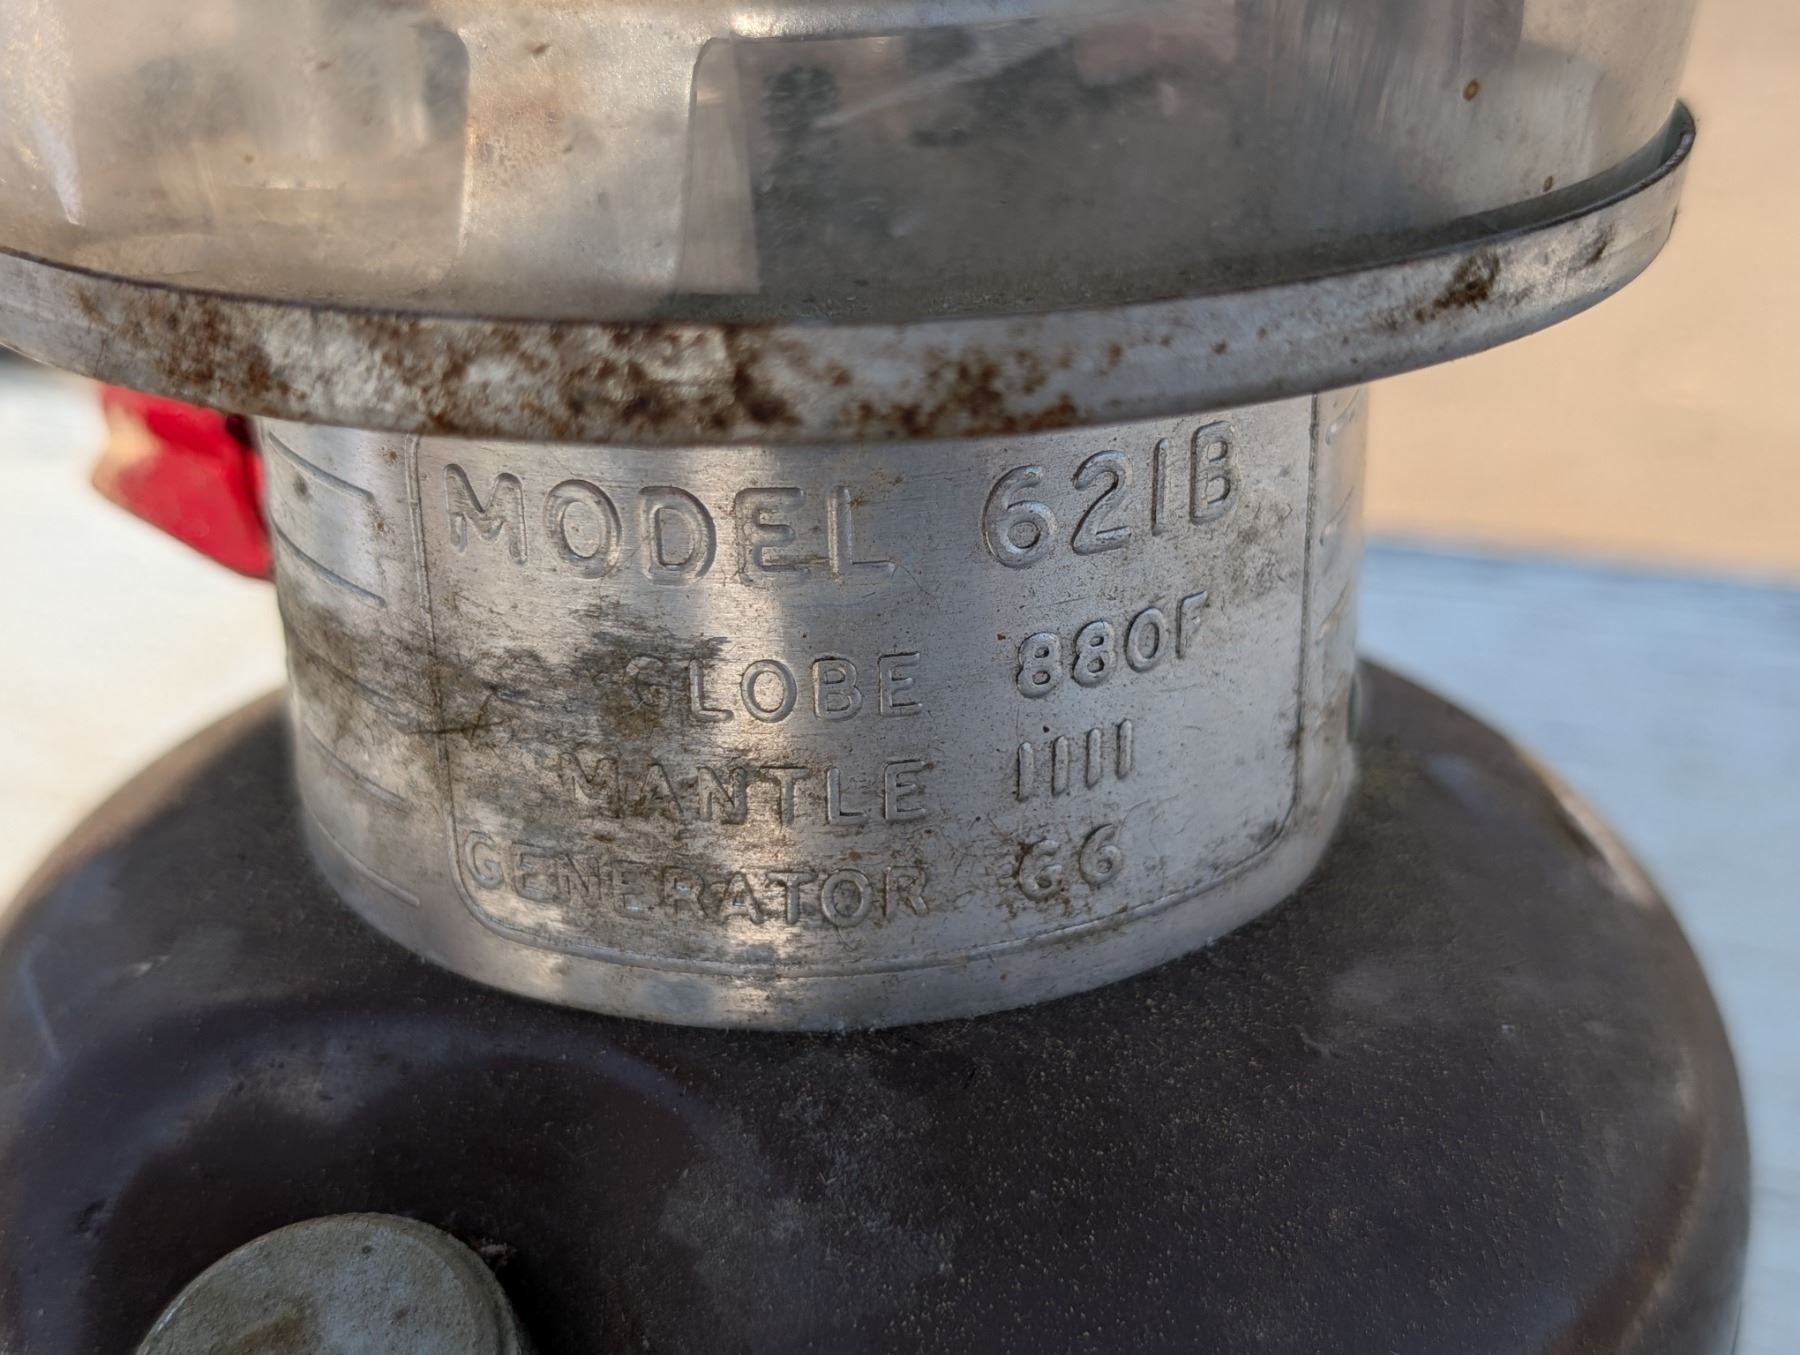 MODEL 621B
GLOBE 880F
MANTLE 1111
GENERATOR G6